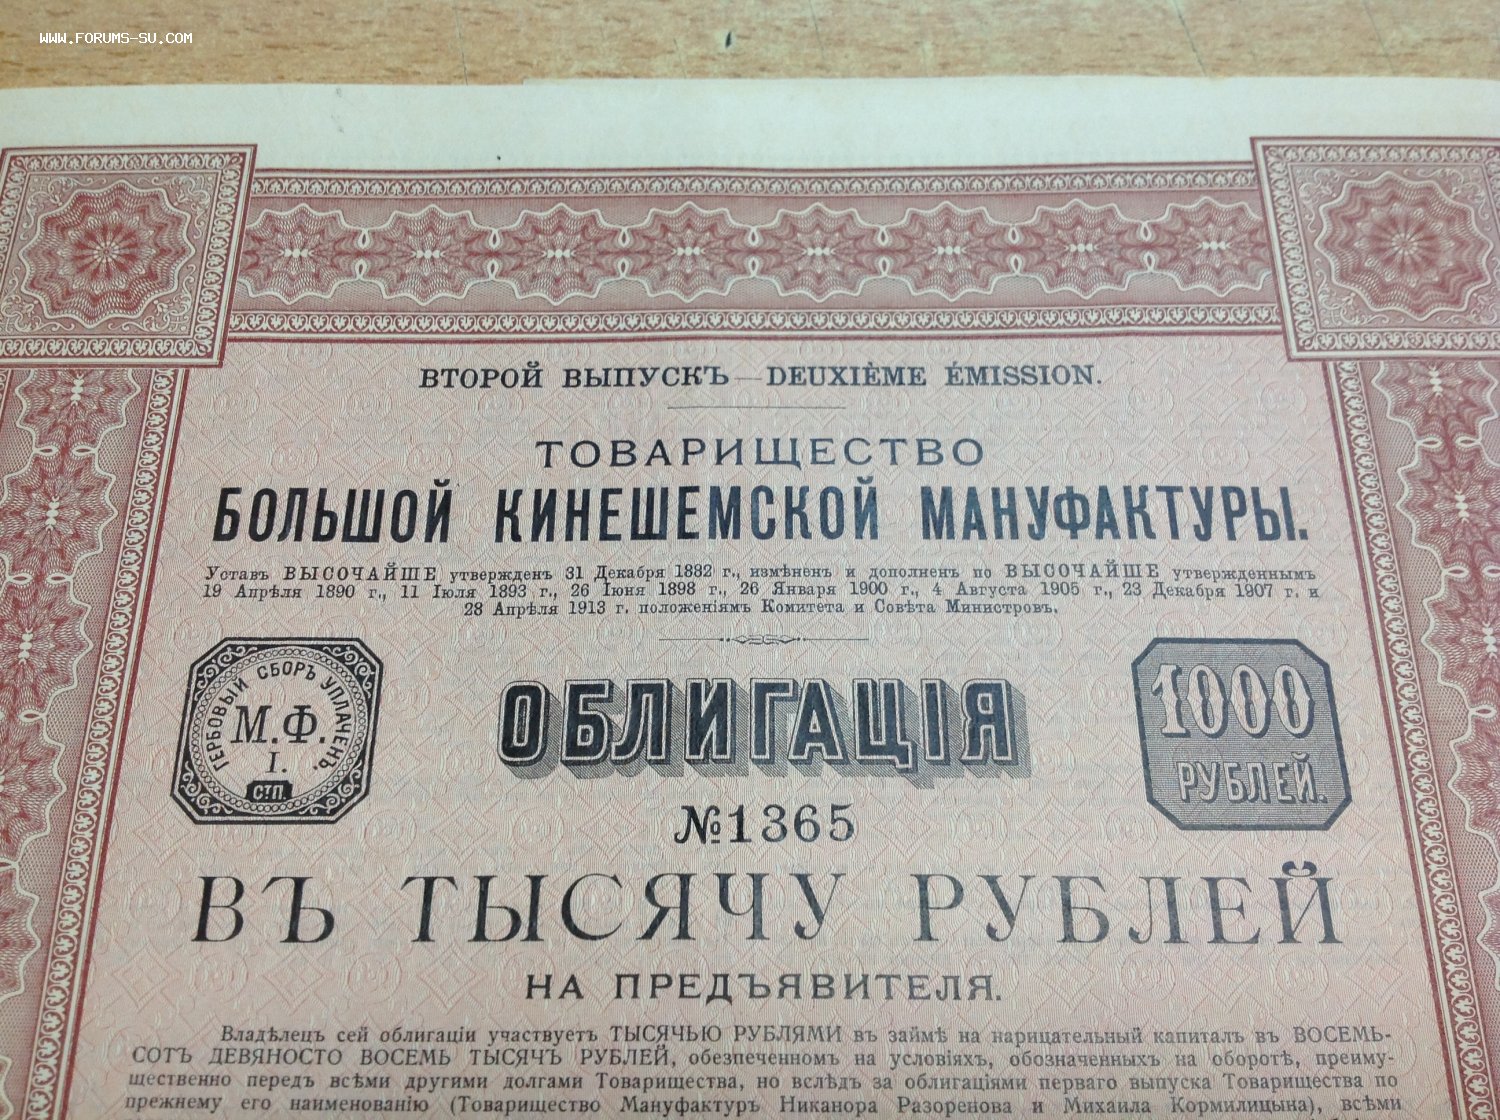 WWW.FORUMS-SU.COM
ВТОРОЙ ВЫПУСКЪ — DEUXIÈME ÉMISSION.
ТОВАРИЩЕСТВО
БОЛЬШОЙ КИНЕШЕМСКОЙ МАНУФАКТУРЫ.
Уставъ ВЫСОЧАЙШЕ утвержденъ 31 Декабря 1882 г., измѣненъ и дополненъ по ВЫСОЧАЙШЕ утвержденнымъ
19 Апрѣля 1890 г., 11 Іюля 1893 г., 26 Іюня 1898 г., 26 Января 1900 г., 4 Августа 1905 г., 23 Декабря 1907 г. и
28 Апрѣля 1913 г. положеніямъ Комитета и Совѣта Министровъ.
ГЕРБОВЫЙ СБОРЪ УПЛАЧЕНЪ.
М.Ф.
I.
СТП.
ОБЛИГАЦІЯ
1000
РУБЛЕЙ.
№1365
ВЪ ТЫСЯЧУ РУБЛЕЙ
НА ПРЕДЪЯВИТЕЛЯ.
Владѣлецъ сей облигаціи участвуетъ ТЫСЯЧЬЮ РУБЛЯМИ въ займѣ на нарицательный капиталъ въ ВОСЕМЬ-
СОТЪ ДЕВЯНОСТО ВОСЕМЬ ТЫСЯЧЪ РУБЛЕЙ, обезпеченномъ на условіяхъ, обозначенныхъ на оборотѣ, преиму-
щественно передъ всѣми другими долгами Товарищества, но вслѣдъ за облигаціями перваго выпуска Товарищества по
прежнему его наименованію (Товарищество Мануфактуръ Никанора Разоренова и Михаила Кормилицына), всѣми